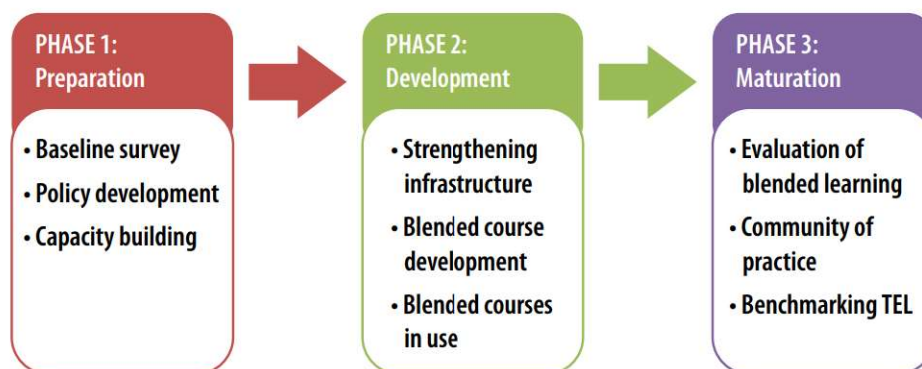 PHASE 1:
Preparation
• Baseline survey
• Policy development
• Capacity building
PHASE 2:
Development
• Strengthening
infrastructure
• Blended course
development
• Blended courses
in use
PHASE 3:
Maturation
• Evaluation of
blended learning
• Community of
practice
• Benchmarking TEL